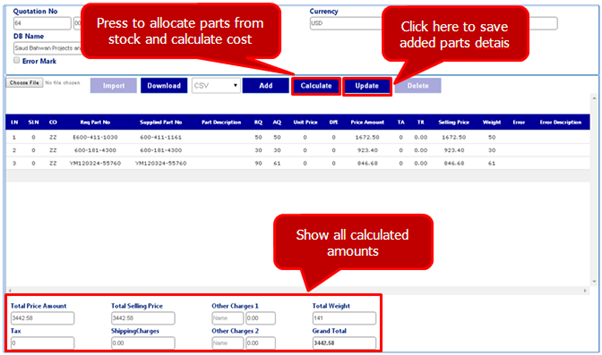 Quotation No
Currency
64
00
USD
DB Name
Saud Bahwan Projects an
Error Mark
Press to allocate parts from
stock and calculate cost
Click here to save
added parts detais
Choose File No file chosen
Import
Download
CSV
Add
Calculate
Update
Delete
LN SLN CO Req Part No Supplied Part No Part Description RQ AQ Unit Price DPI Price Amount TA TR Selling Price Weight Error Error Description
1 0 ZZ E600-411-1030 600-411-1161 50 50 0 0 1672.50 0 0.00 1672.50 50
2 0 ZZ 600-181-4300 600-181-4300 30 30 0 0 923.40 0 0.00 923.40 30
3 0 ZZ YM120324-55760 YM120324-55760 90 61 0 0 846.68 0 0.00 846.68 61
Show all calculated
amounts
Total Price Amount Total Selling Price Other Charges 1 Total Weight
3442.58 3442.58 Name 0.00 141
Tax ShippingCharges Other Charges 2 Grand Total
0 0.00 Name 0.00 3442.58